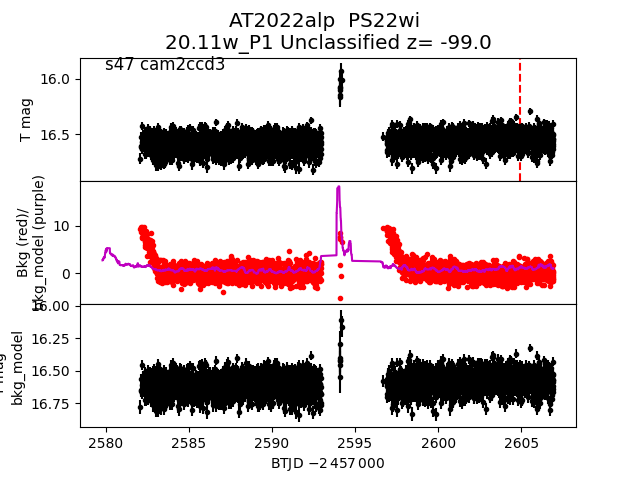 AT2022alp  PS22wi
20.11w_P1 Unclassified z= -99.0
s47 cam2ccd3
16.0
16.5
T mag
10
0
Bkg (red)/
bkg_model (purple)
16.00
16.25
16.50
16.75
bkg_model
2580
2585
2590
2595
2600
2605
BTJD −2 457 000